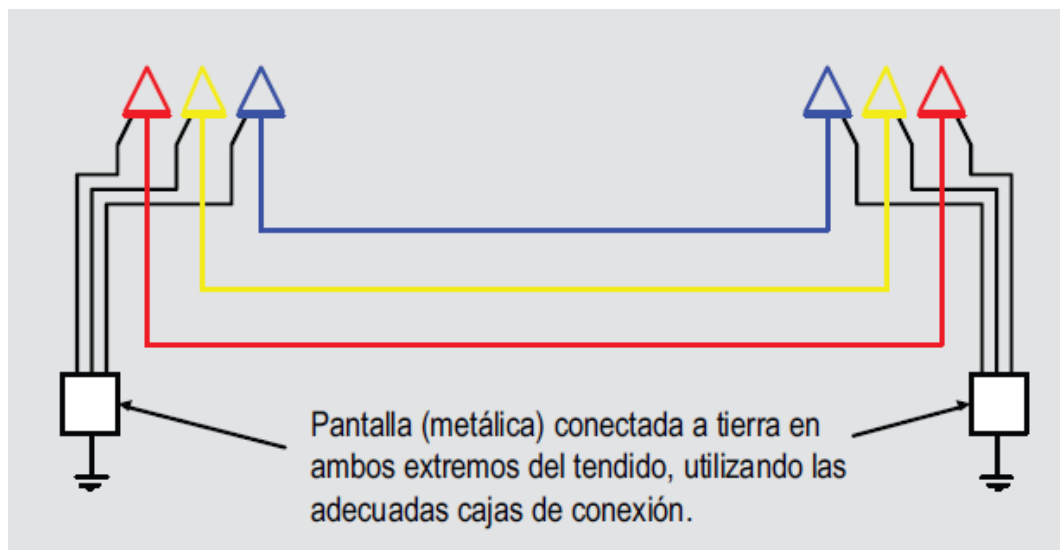 Pantalla (metálica) conectada a tierra en
ambos extremos del tendido, utilizando las
adecuadas cajas de conexión.